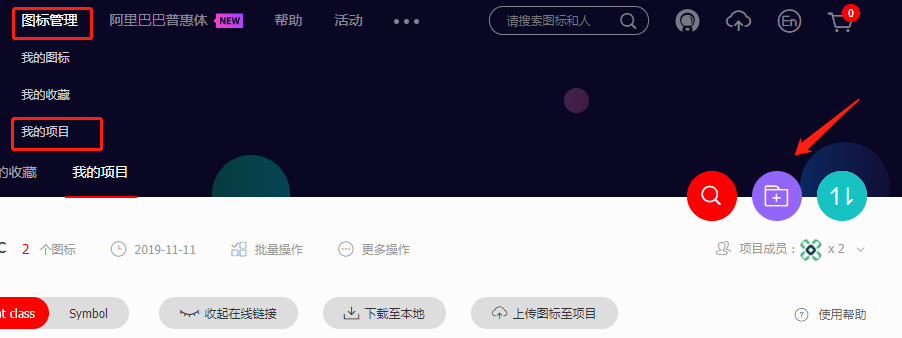 图标管理 阿里巴巴普惠体 NEW 帮助 活动 请搜索图标和人 En 0
我的图标
我的收藏
我的项目
的收藏 我的项目
C 2 个图标 2019-11-11 批量操作 更多操作 项目成员： x 2
nt class Symbol 收起在线链接 下载至本地 上传图标至项目 使用帮助